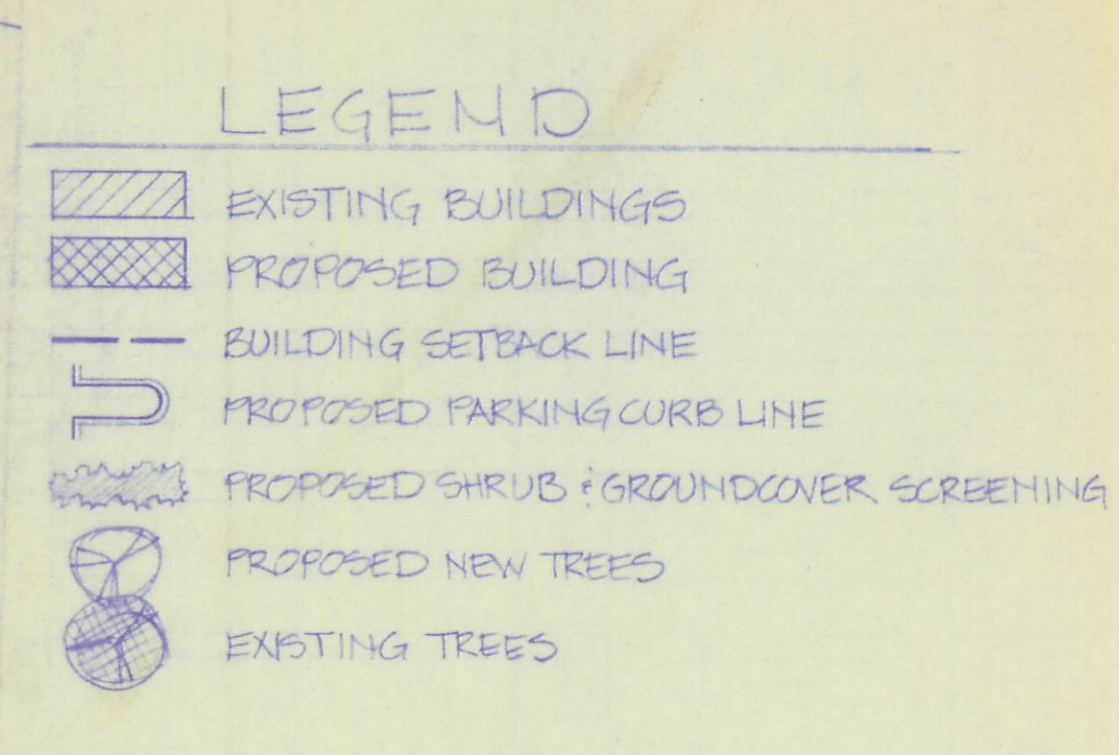 LEGEND
EXISTING BUILDINGS
PROPOSED BUILDING
BUILDING SETBACK LINE
PROPOSED PARKING CURB LINE
PROPOSED SHRUB & GROUNDCOVER SCREENING
PROPOSED NEW TREES
EXISTING TREES